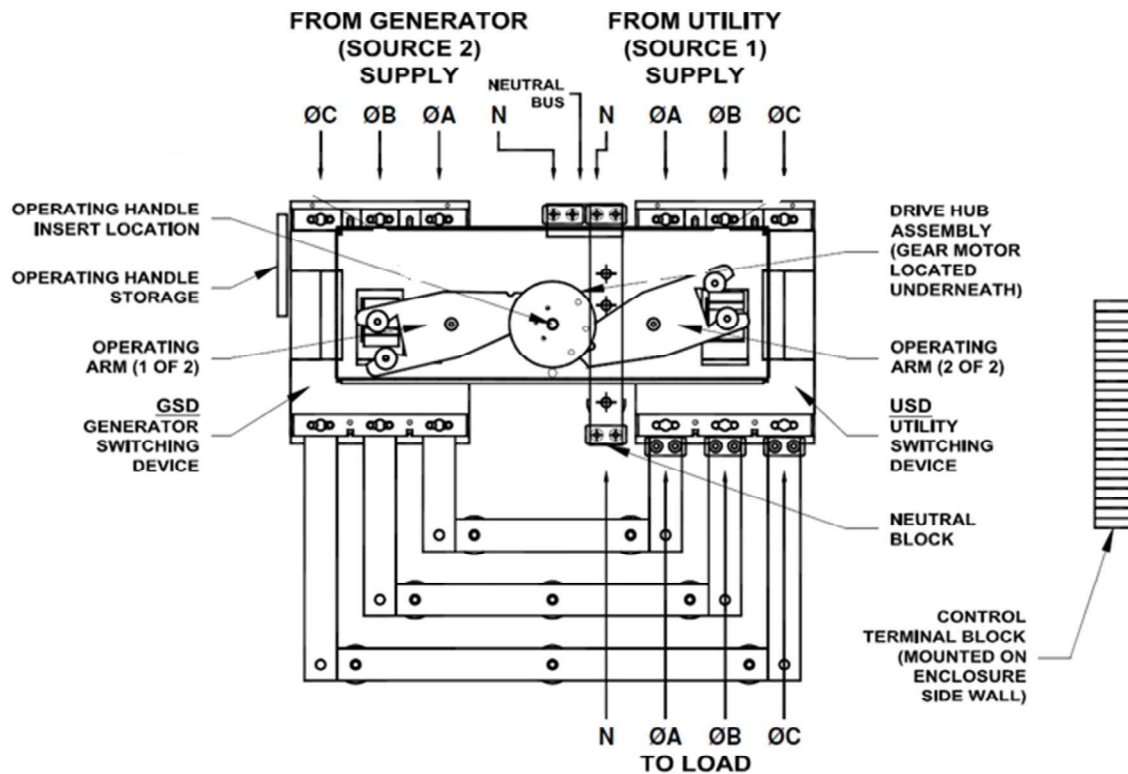 FROM GENERATOR
(SOURCE 2)
SUPPLY
FROM UTILITY
(SOURCE 1)
SUPPLY
NEUTRAL
BUS
ØC ØB ØA N N ØA ØB ØC
OPERATING HANDLE
INSERT LOCATION
OPERATING HANDLE
STORAGE
OPERATING
ARM (1 OF 2)
GSD
GENERATOR
SWITCHING
DEVICE
DRIVE HUB
ASSEMBLY
(GEAR MOTOR
LOCATED
UNDERNEATH)
OPERATING
ARM (2 OF 2)
USD
UTILITY
SWITCHING
DEVICE
NEUTRAL
BLOCK
CONTROL
TERMINAL BLOCK
(MOUNTED ON
ENCLOSURE
SIDE WALL)
N ØA ØB ØC
TO LOAD